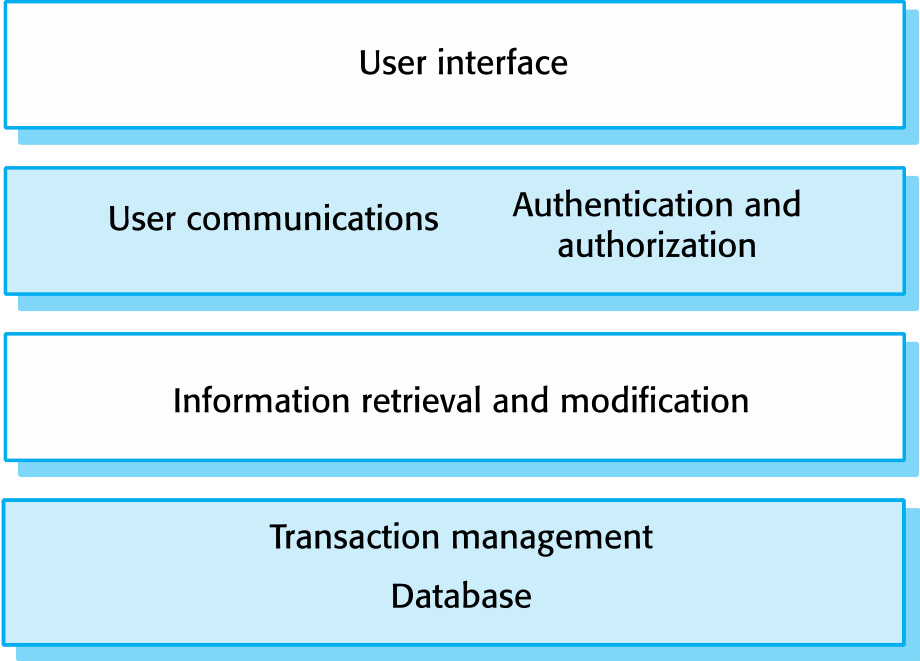 User interface
User communications
Authentication and
authorization
Information retrieval and modification
Transaction management
Database